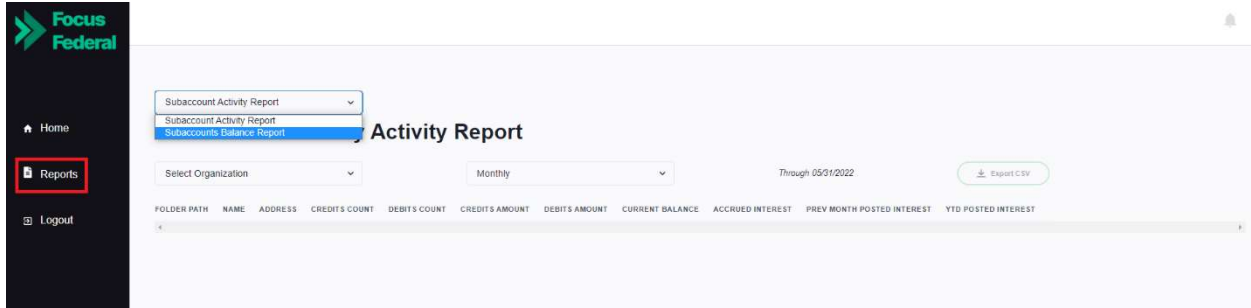 Focus
Federal
Home
Reports
Logout
Subaccount Activity Report
Subaccount Activity Report
Subaccounts Balance Report
Activity Report
Select Organization
Monthly
Through 05/31/2022
Export CSV
FOLDER PATH NAME ADDRESS CREDITS COUNT DEBITS COUNT CREDITS AMOUNT DEBITS AMOUNT CURRENT BALANCE ACCRUED INTEREST PREV MONTH POSTED INTEREST YTD POSTED INTEREST